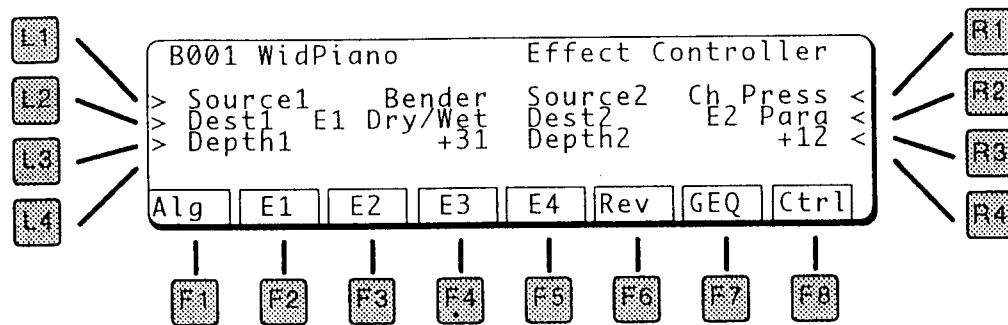 L1
L2
L3
L4
B001 WidPiano Effect Controller
> Source1 Bender Source2 Ch Press <
> Dest1 E1 Dry/Wet Dest2 E2 Para <
> Depth1 +31 Depth2 +12 <
Alg E1 E2 E3 E4 Rev GEQ Ctrl
R1
R2
R3
R4
F1 F2 F3 F4 F5 F6 F7 F8